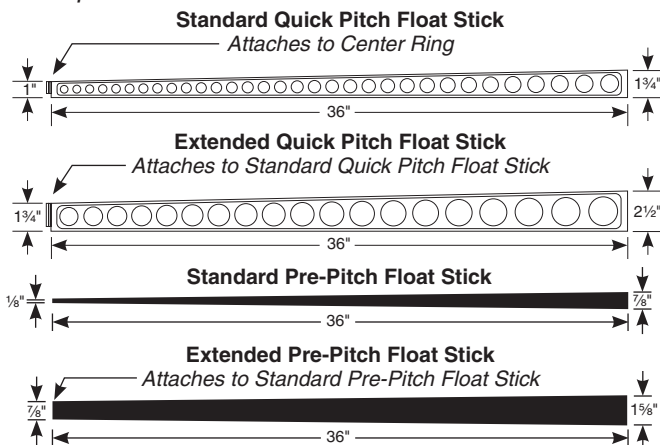 Standard Quick Pitch Float Stick
Attaches to Center Ring
1"
1¾"
36"
Extended Quick Pitch Float Stick
Attaches to Standard Quick Pitch Float Stick
1¾"
2½"
36"
Standard Pre-Pitch Float Stick
⅛"
⅞"
36"
Extended Pre-Pitch Float Stick
Attaches to Standard Pre-Pitch Float Stick
⅞"
1⅝"
36"